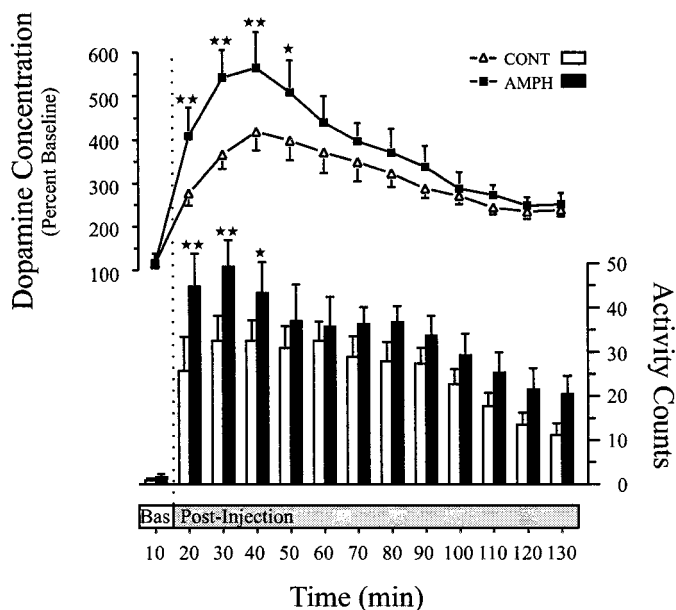 Dopamine Concentration
(Percent Baseline)
600
500
400
300
200
100
★★
★★
★★
★
CONT
AMPH
★★
★★
★
50
40
30
20
10
0
Activity Counts
Bas
Post-Injection
10 20 30 40 50 60 70 80 90 100 110 120 130
Time (min)